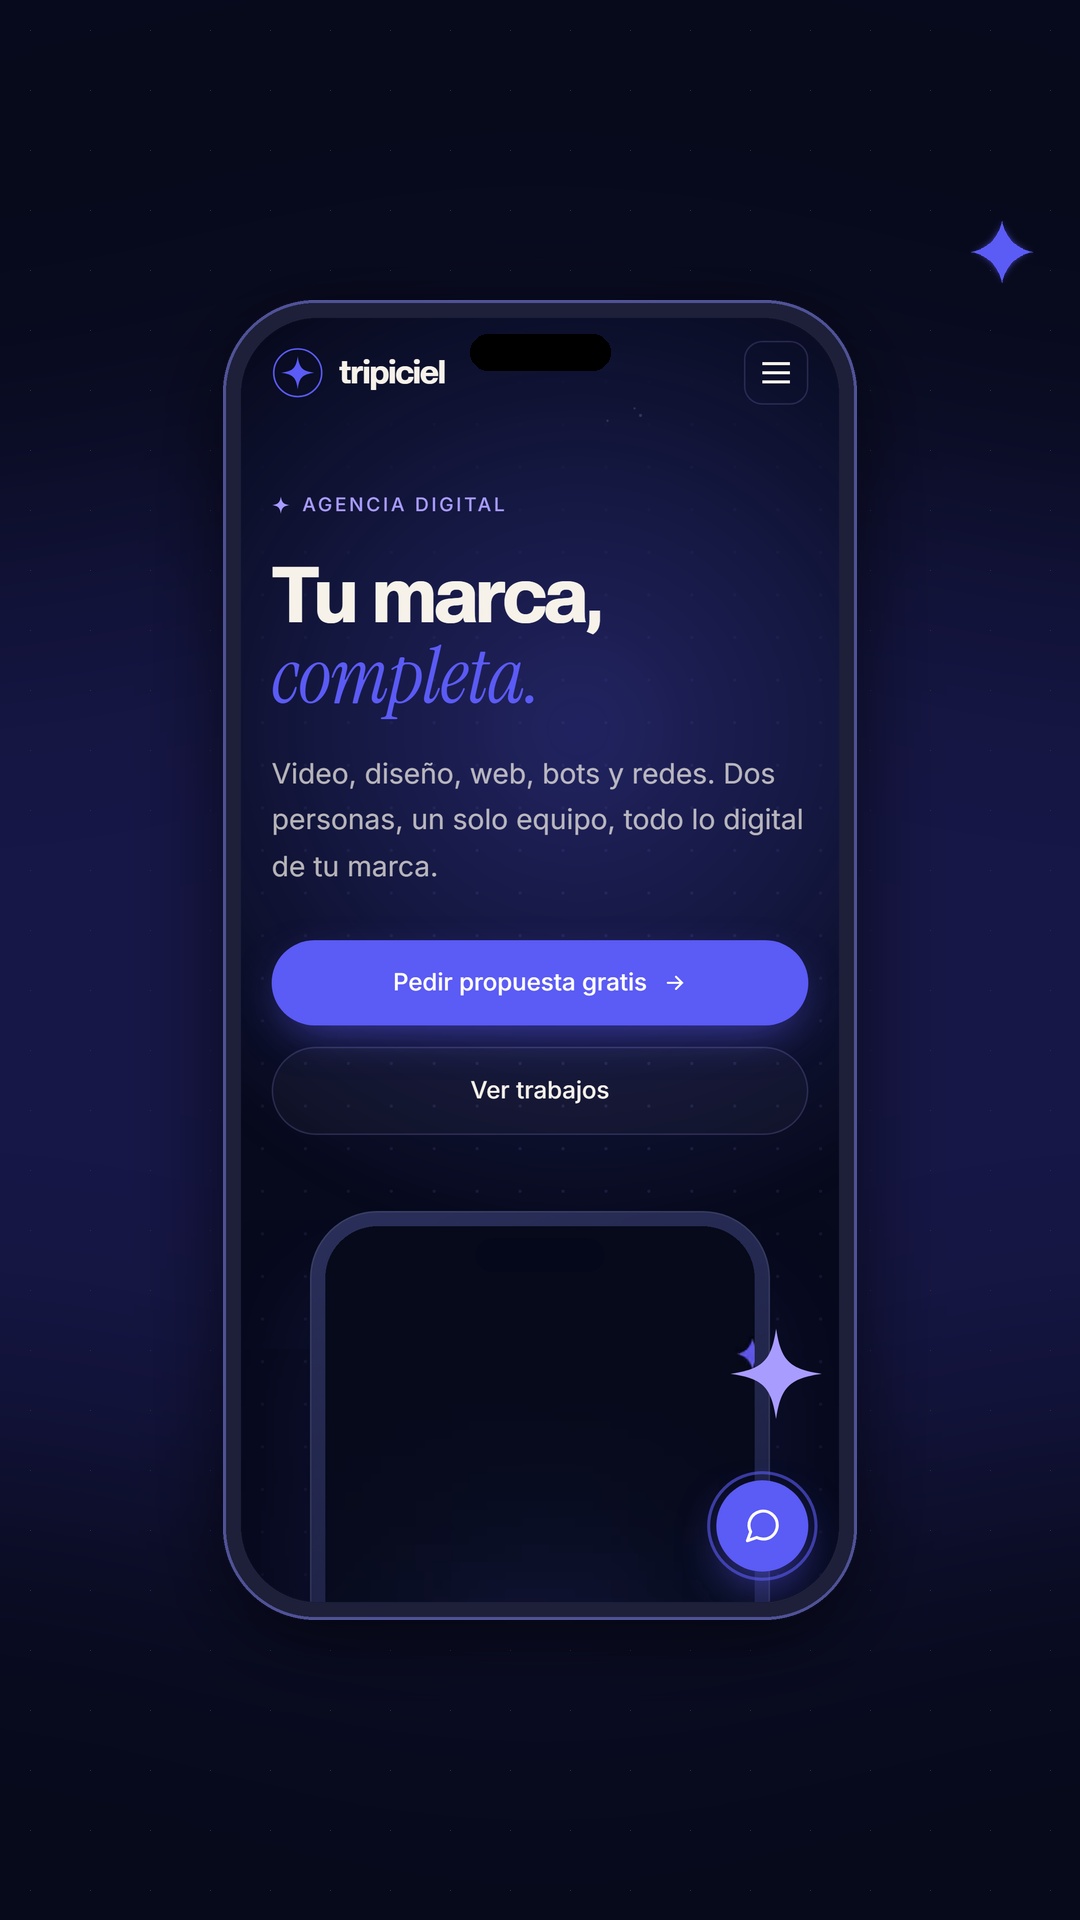 tripiciel
AGENCIA DIGITAL
Tu marca,
completa.
Video, diseño, web, bots y redes. Dos
personas, un solo equipo, todo lo digital
de tu marca.
Pedir propuesta gratis →
Ver trabajos